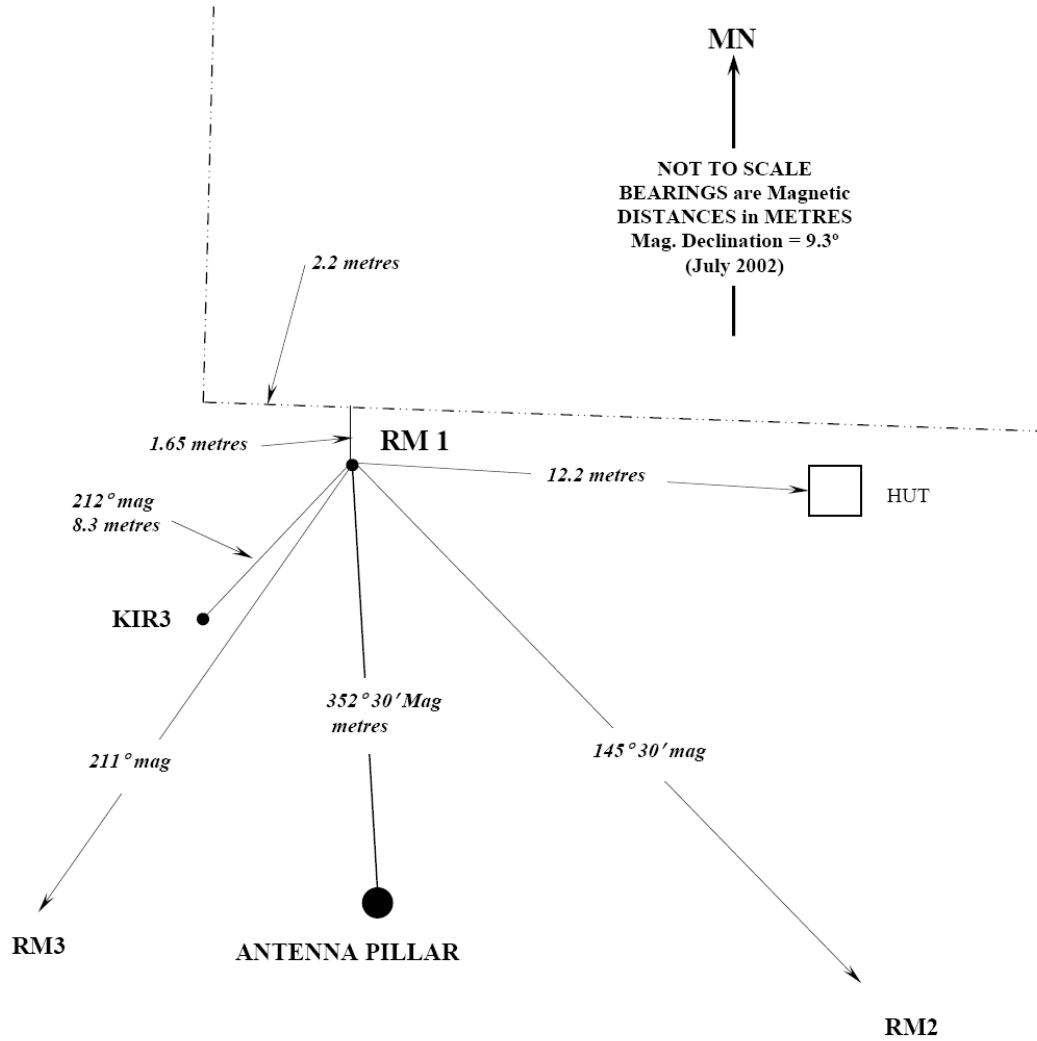 MN
NOT TO SCALE
BEARINGS are Magnetic
DISTANCES in METRES
Mag. Declination = 9.3º
(July 2002)
2.2 metres
1.65 metres
RM 1
12.2 metres
HUT
212° mag
8.3 metres
KIR3
352° 30' Mag
metres
211° mag
145° 30' mag
RM3
ANTENNA PILLAR
RM2